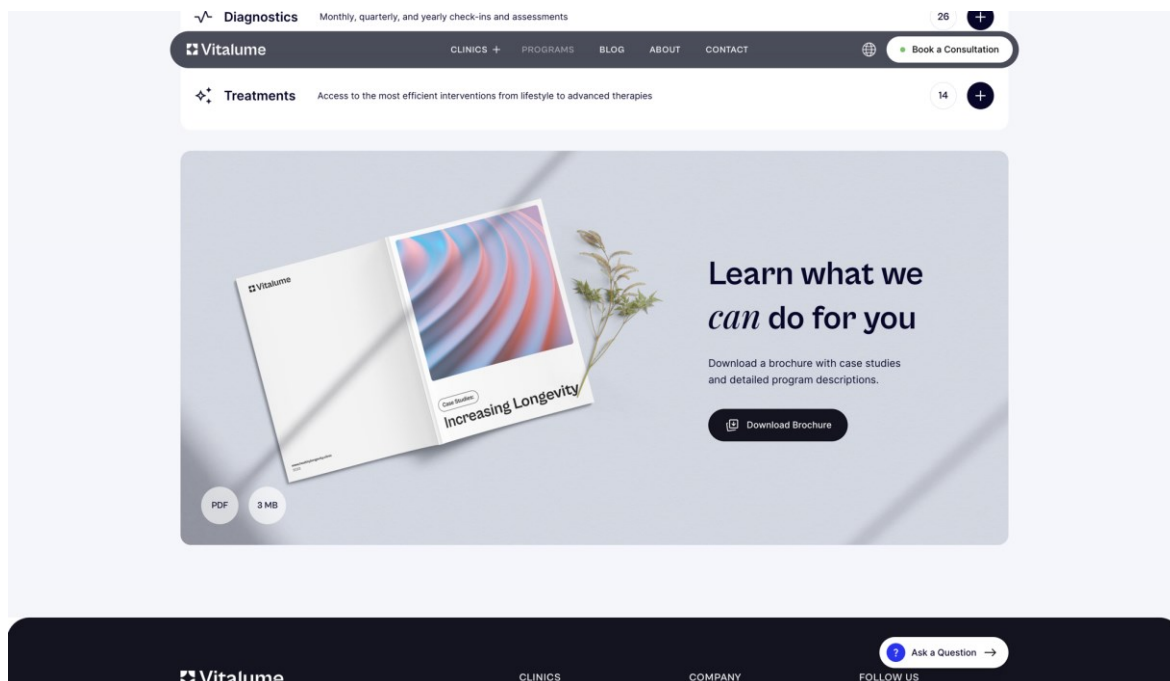 Diagnostics
Monthly, quarterly, and yearly check-ins and assessments
26
Vitalume
CLINICS +
PROGRAMS
BLOG
ABOUT
CONTACT
Book a Consultation
Treatments
Access to the most efficient interventions from lifestyle to advanced therapies
14
Vitalume
Case Studies:
Increasing Longevity
Learn what we
can do for you
Download a brochure with case studies
and detailed program descriptions.
Download Brochure
PDF
3 MB
? Ask a Question →
Vitalume
CLINICS
COMPANY
FOLLOW US